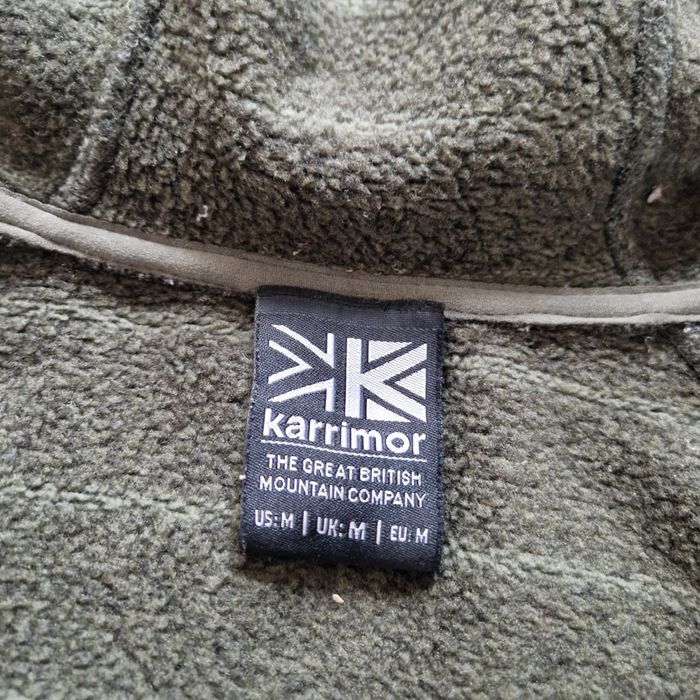 karrimor
THE GREAT BRITISH
MOUNTAIN COMPANY
US: M | UK: M | EU: M